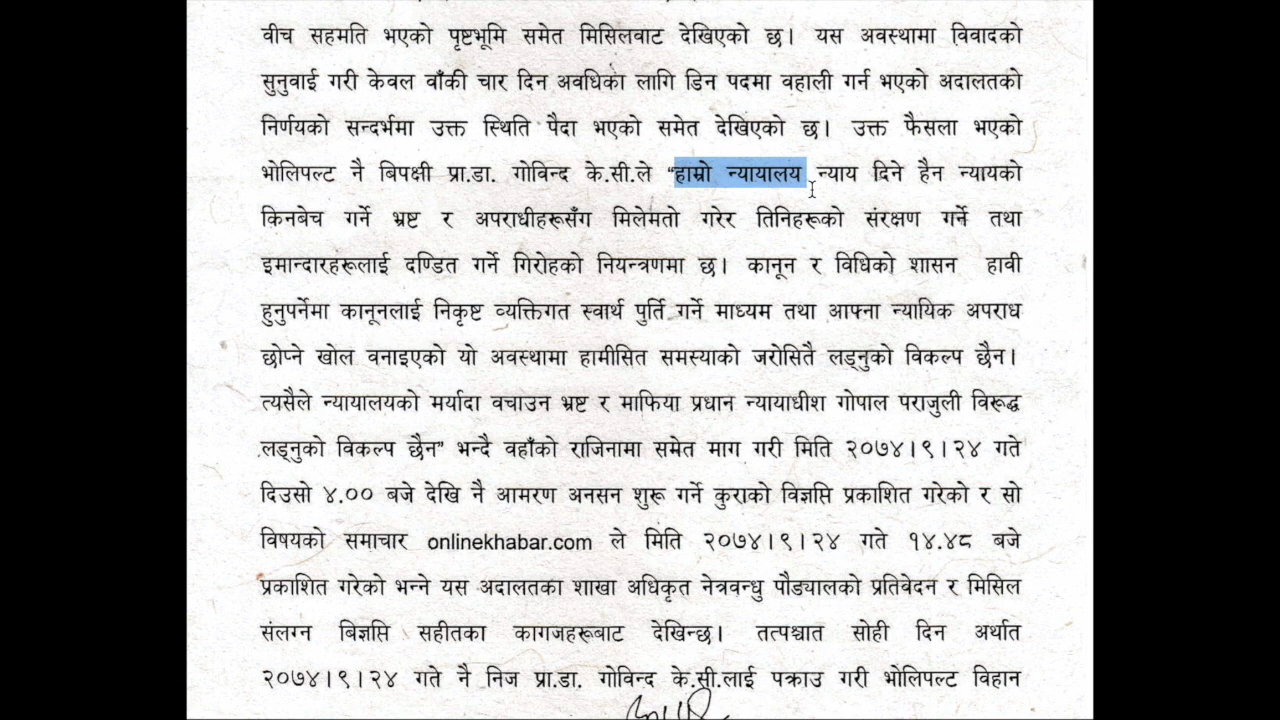 वीच सहमति भएको पृष्टभूमि समेत मिसिलवाट देखिएको छ। यस अवस्थामा विवादको
सुनुवाई गरी केवल वाँकी चार दिन अवधिका लागि डिन पदमा वहाली गर्न भएको अदालतको
निर्णयको सन्दर्भमा उक्त स्थिति पैदा भएको समेत देखिएको छ। उक्त फैसला भएको
भोलिपल्ट नै बिपक्षी प्रा.डा. गोविन्द के.सी.ले "हाम्रो न्यायालय न्याय दिने हैन न्यायको
किनबेच गर्ने भ्रष्ट र अपराधीहरूसँग मिलेमतो गरेर तिनिहरूको संरक्षण गर्ने तथा
इमान्दारहरूलाई दण्डित गर्ने गिरोहको नियन्त्रणमा छ। कानून र विधिको शासन हावी
हुनुपर्नेमा कानूनलाई निकृष्ट व्यक्तिगत स्वार्थ पुर्ति गर्ने माध्यम तथा आफ्ना न्यायिक अपराध
छोप्ने खोल वनाइएको यो अवस्थामा हामीसित समस्याको जरोसितै लड्नुको विकल्प छैन।
त्यसैले न्यायालयको मर्यादा वचाउन भ्रष्ट र माफिया प्रधान न्यायाधीश गोपाल पराजुली विरूद्ध
लड्नुको विकल्प छैन" भन्दै वहाँको राजिनामा समेत माग गरी मिति २०७४।९।२४ गते
दिउसो ४.०० बजे देखि नै आमरण अनसन शुरू गर्ने कुराको विज्ञप्ति प्रकाशित गरेको र सो
विषयको समाचार onlinekhabar.com ले मिति २०७४।९।२४ गते १४.४८ बजे
प्रकाशित गरेको भन्ने यस अदालतका शाखा अधिकृत नेत्रवन्धु पौड्यालको प्रतिवेदन र मिसिल
संलग्न बिज्ञप्ति सहीतका कागजहरूबाट देखिन्छ। तत्पश्चात सोही दिन अर्थात
२०७४।९।२४ गते नै निज प्रा.डा. गोविन्द के.सी.लाई पक्राउ गरी भोलिपल्ट विहान